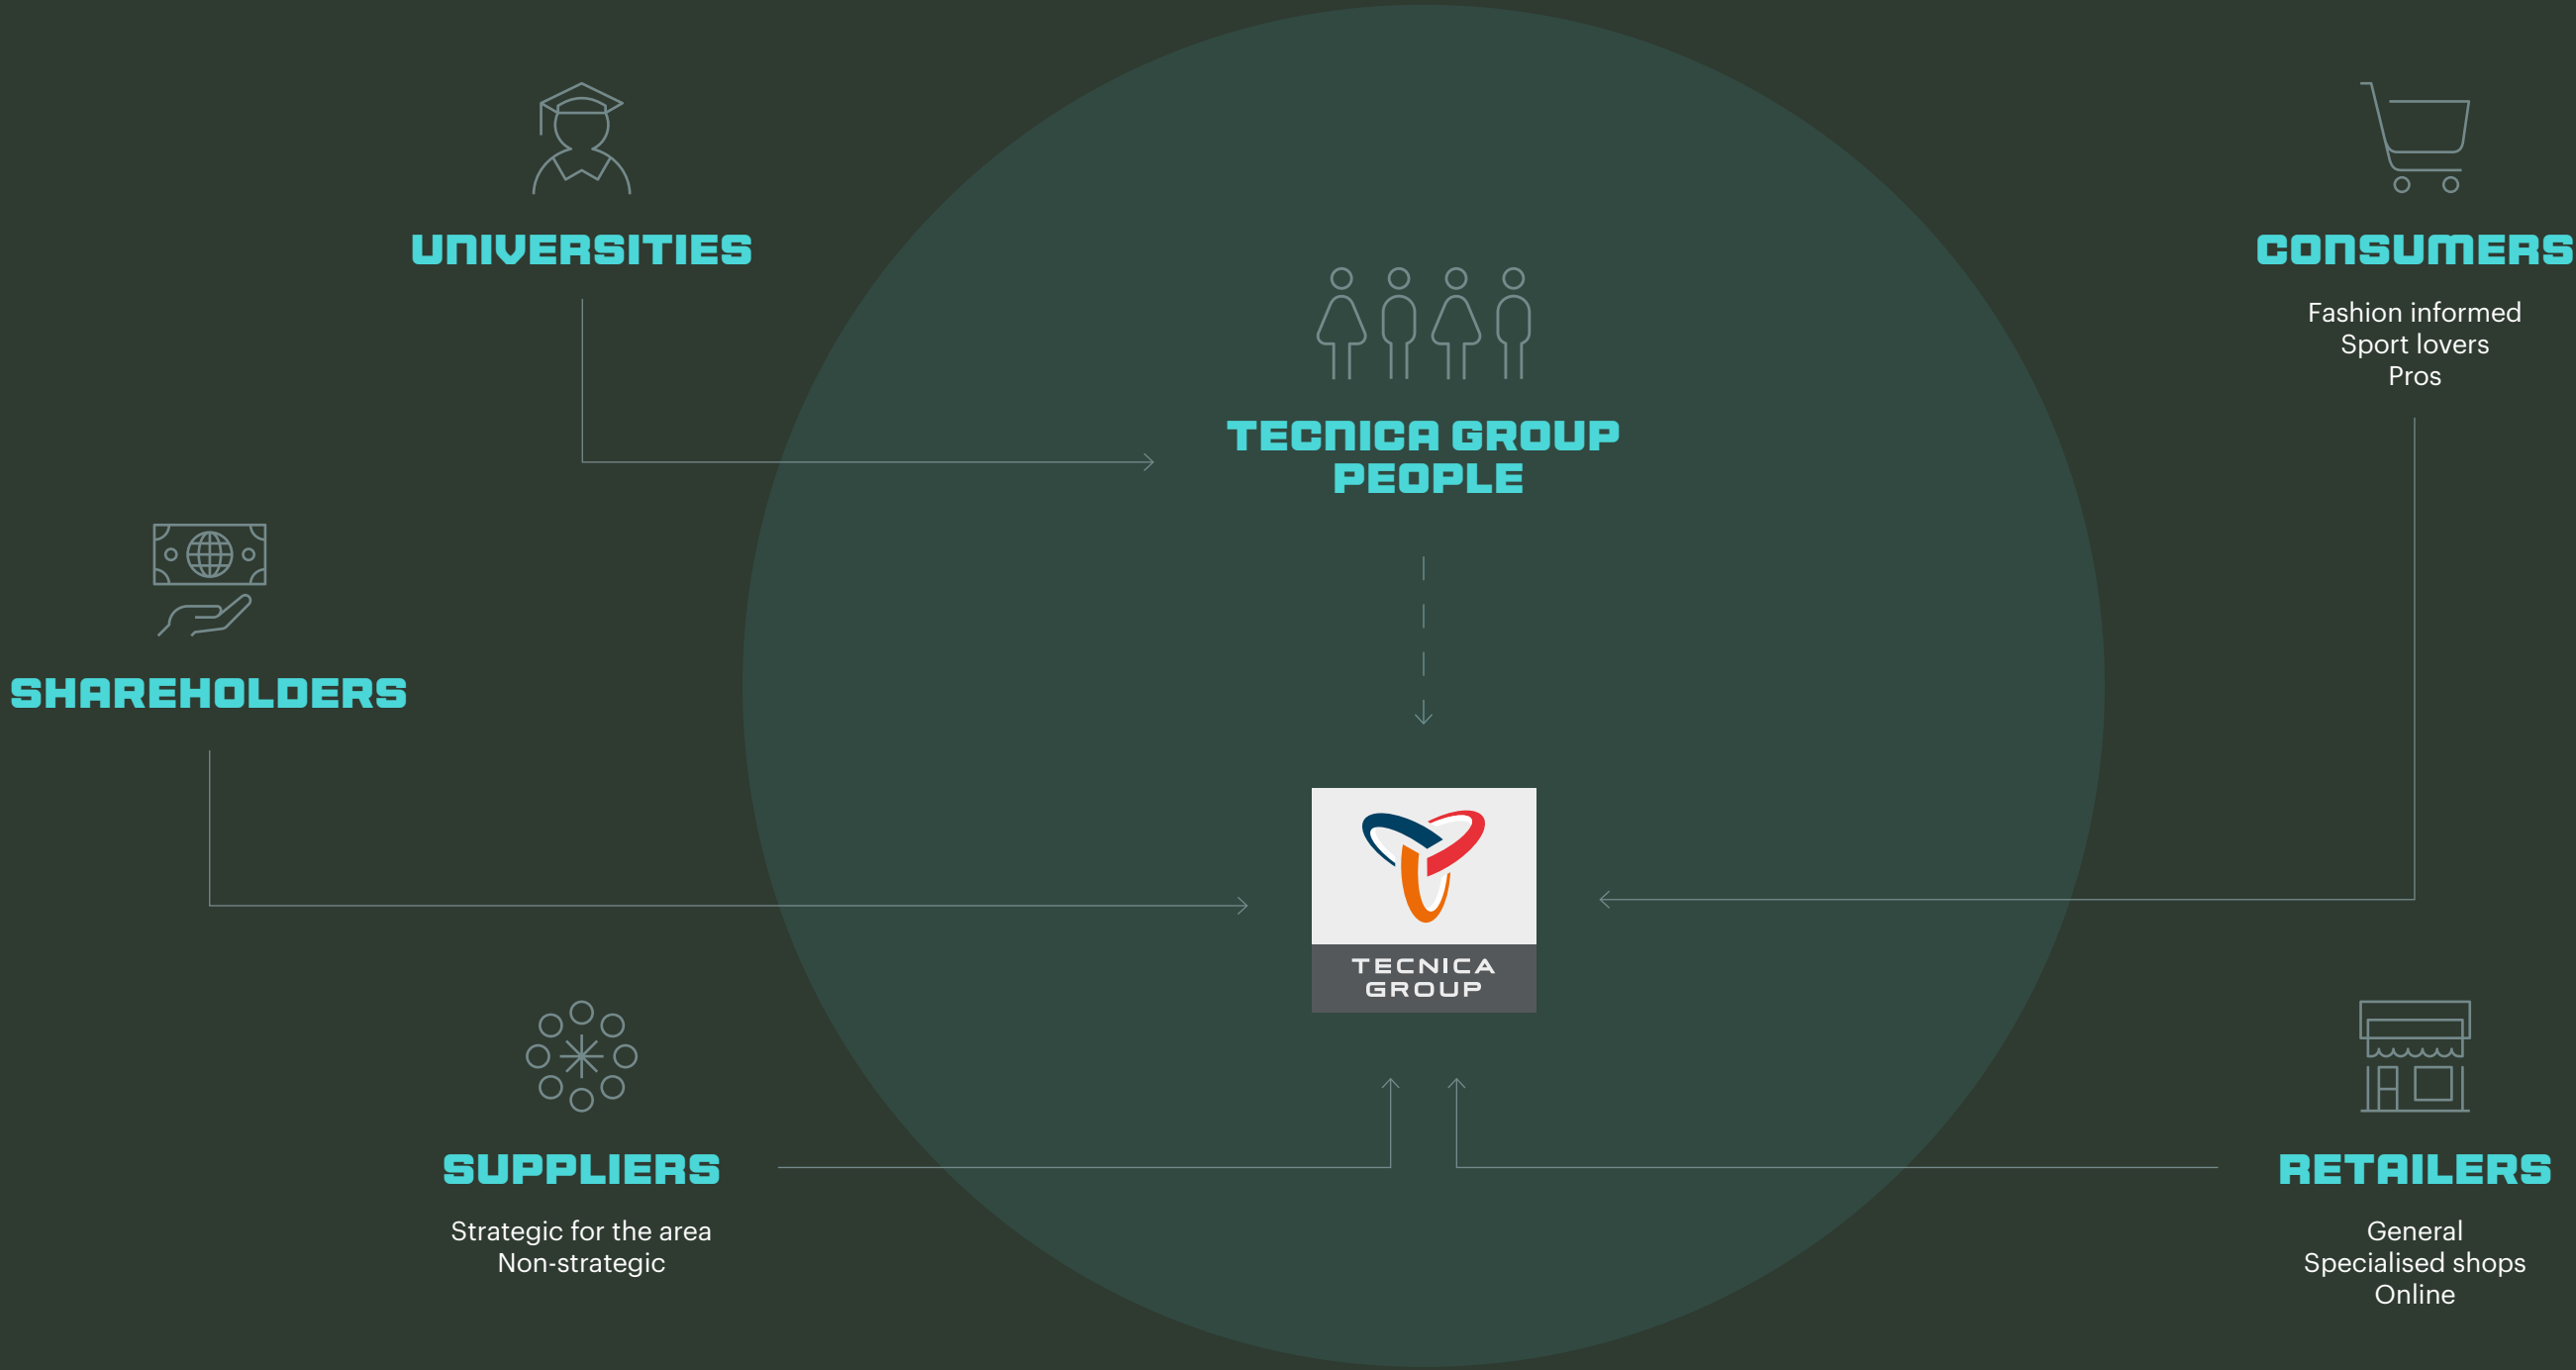 UNIVERSITIES
CONSUMERS
Fashion informed
Sport lovers
Pros
TECNICA GROUP
PEOPLE
SHAREHOLDERS
TECNICA
GROUP
SUPPLIERS
Strategic for the area
Non-strategic
RETAILERS
General
Specialised shops
Online